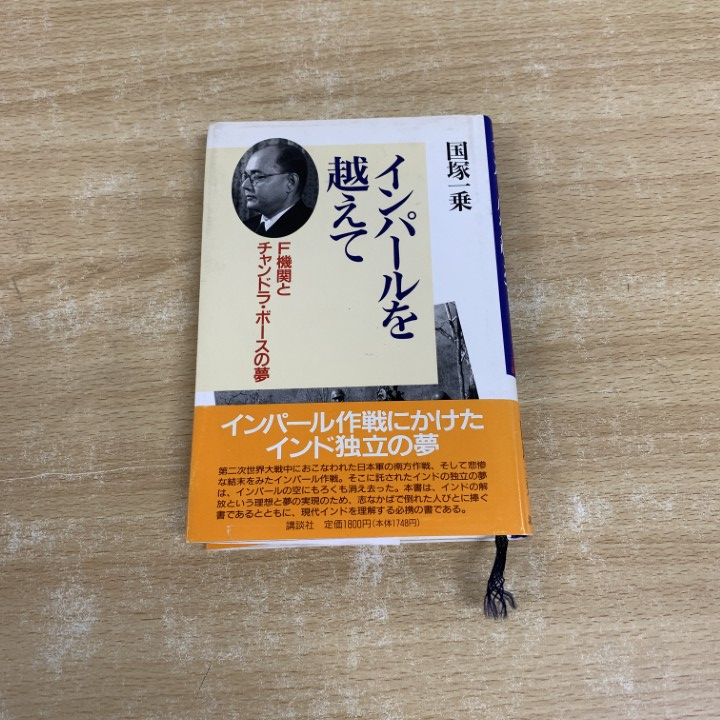 国塚一乗
インパールを
越えて
F機関と
チャンドラ・ボースの夢
インパール作戦にかけた
インド独立の夢
第二次世界大戦中におこなわれた日本軍の南方作戦、そして悲惨
な結末をみたインパール作戦。そこに託されたインドの独立の夢
は、インパールの空にもろくも消え去った。本書は、インドの解
放という理想と夢の実現のため、志なかばで倒れた人びとに捧ぐ
書であるとともに、現代インドを理解する必携の書である。
講談社 定価1800円(本体1748円)